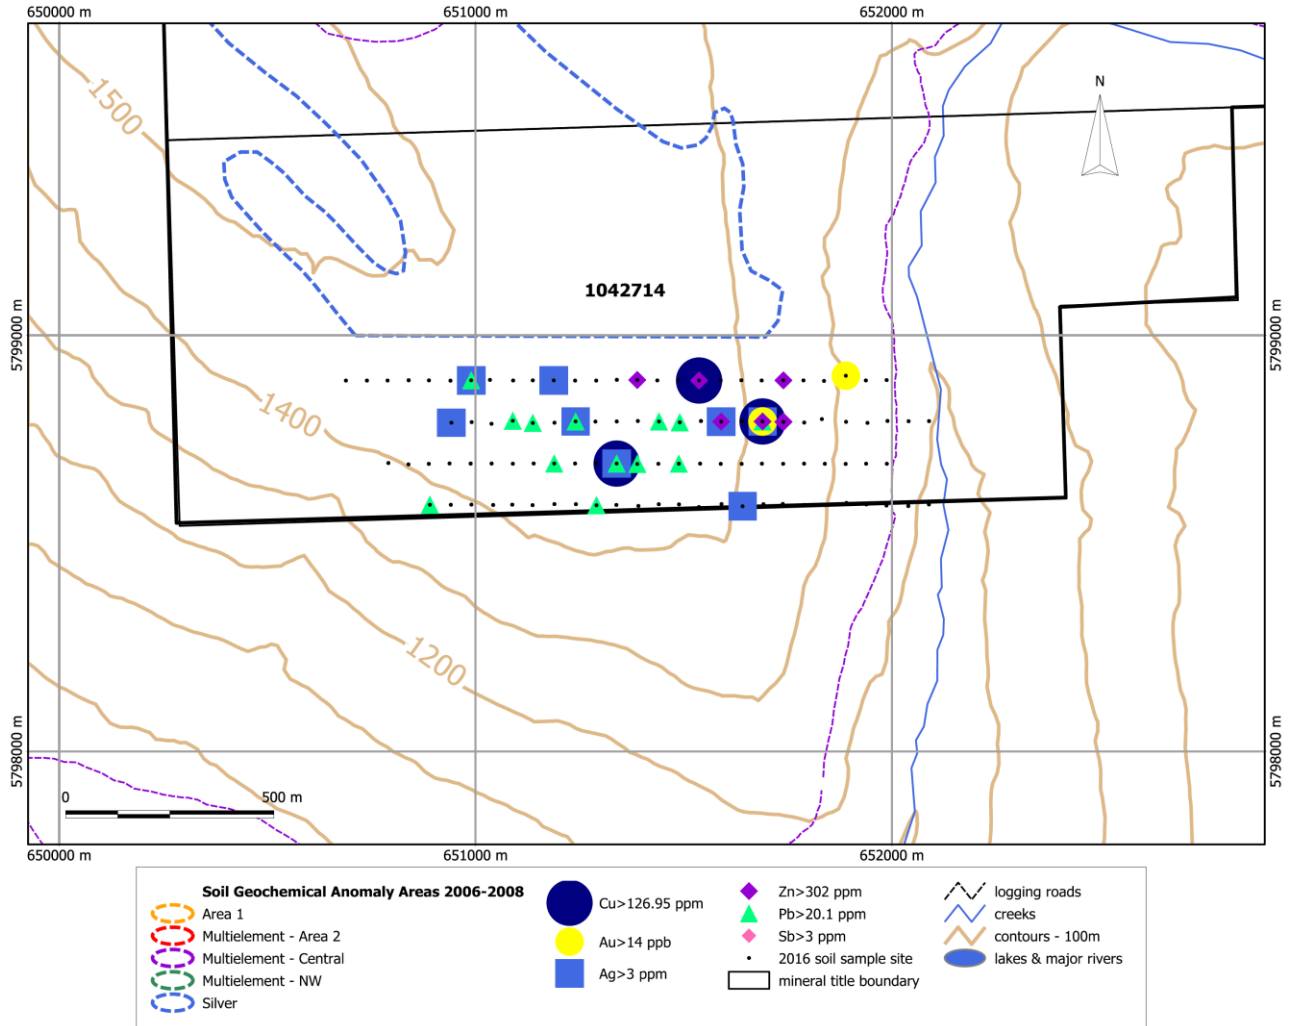 650000 m 651000 m 652000 m
N
1500
1042714
5799000 m 5799000 m
1400
1200
5798000 m 5798000 m
0 500 m
650000 m 651000 m 652000 m
Soil Geochemical Anomaly Areas 2006-2008
Area 1
Multielement - Area 2
Multielement - Central
Multielement - NW
Silver
Cu>126.95 ppm
Au>14 ppb
Ag>3 ppm
Zn>302 ppm
Pb>20.1 ppm
Sb>3 ppm
2016 soil sample site
mineral title boundary
logging roads
creeks
contours - 100m
lakes & major rivers